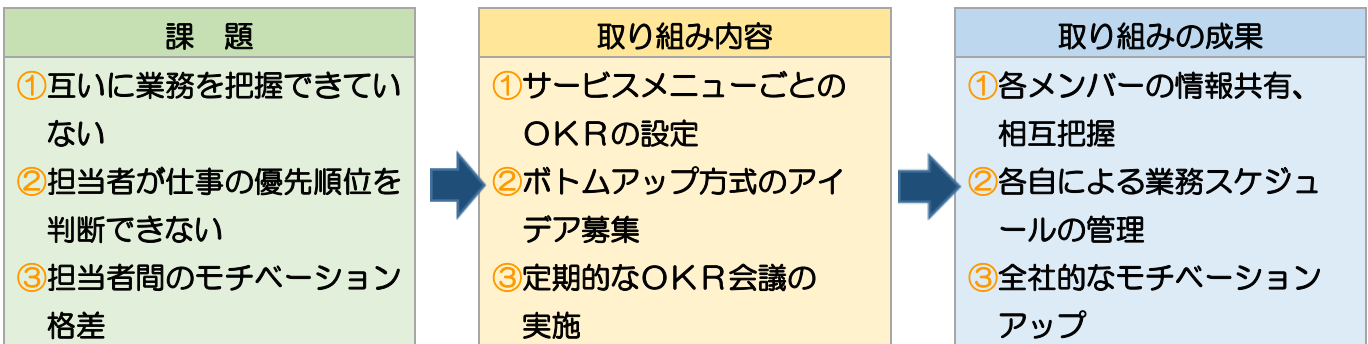 課　題
①互いに業務を把握できてい
ない
②担当者が仕事の優先順位を
判断できない
③担当者間のモチベーション
格差
取り組み内容
①サービスメニューごとの
ＯＫＲの設定
②ボトムアップ方式のアイ
デア募集
③定期的なＯＫＲ会議の
実施
取り組みの成果
①各メンバーの情報共有、
相互把握
②各自による業務スケジュ
ールの管理
③全社的なモチベーション
アップ